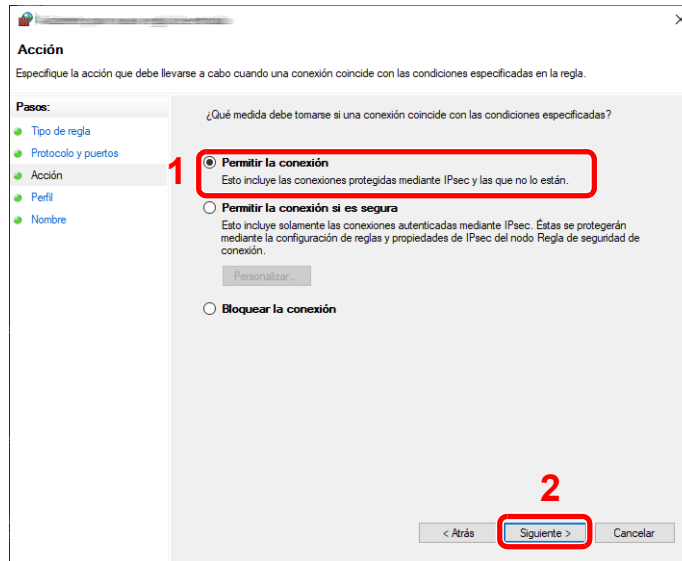 Acción
Especifique la acción que debe llevarse a cabo cuando una conexión coincide con las condiciones especificadas en la regla.
Pasos:
Tipo de regla
Protocolo y puertos
Acción
Perfil
Nombre
¿Qué medida debe tomarse si una conexión coincide con las condiciones especificadas?
1
Permitir la conexión
Esto incluye las conexiones protegidas mediante IPsec y las que no lo están.
Permitir la conexión si es segura
Esto incluye solamente las conexiones autenticadas mediante IPsec. Éstas se protegerán
mediante la configuración de reglas y propiedades de IPsec del nodo Regla de seguridad de
conexión.
Personalizar...
Bloquear la conexión
2
< Atrás
Siguiente >
Cancelar